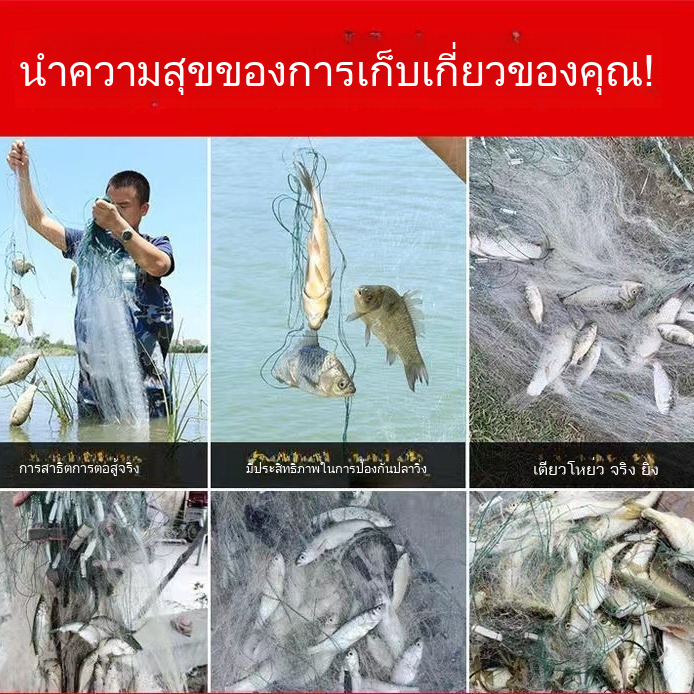 นำความสุขของการเก็บเกี่ยวของคุณ!
การสาธิตการต่อสู้จริง
มีประสิทธิภาพในการป้องกันปลาวิ่ง
เตียวโหย่ว จริง ยิ่ง